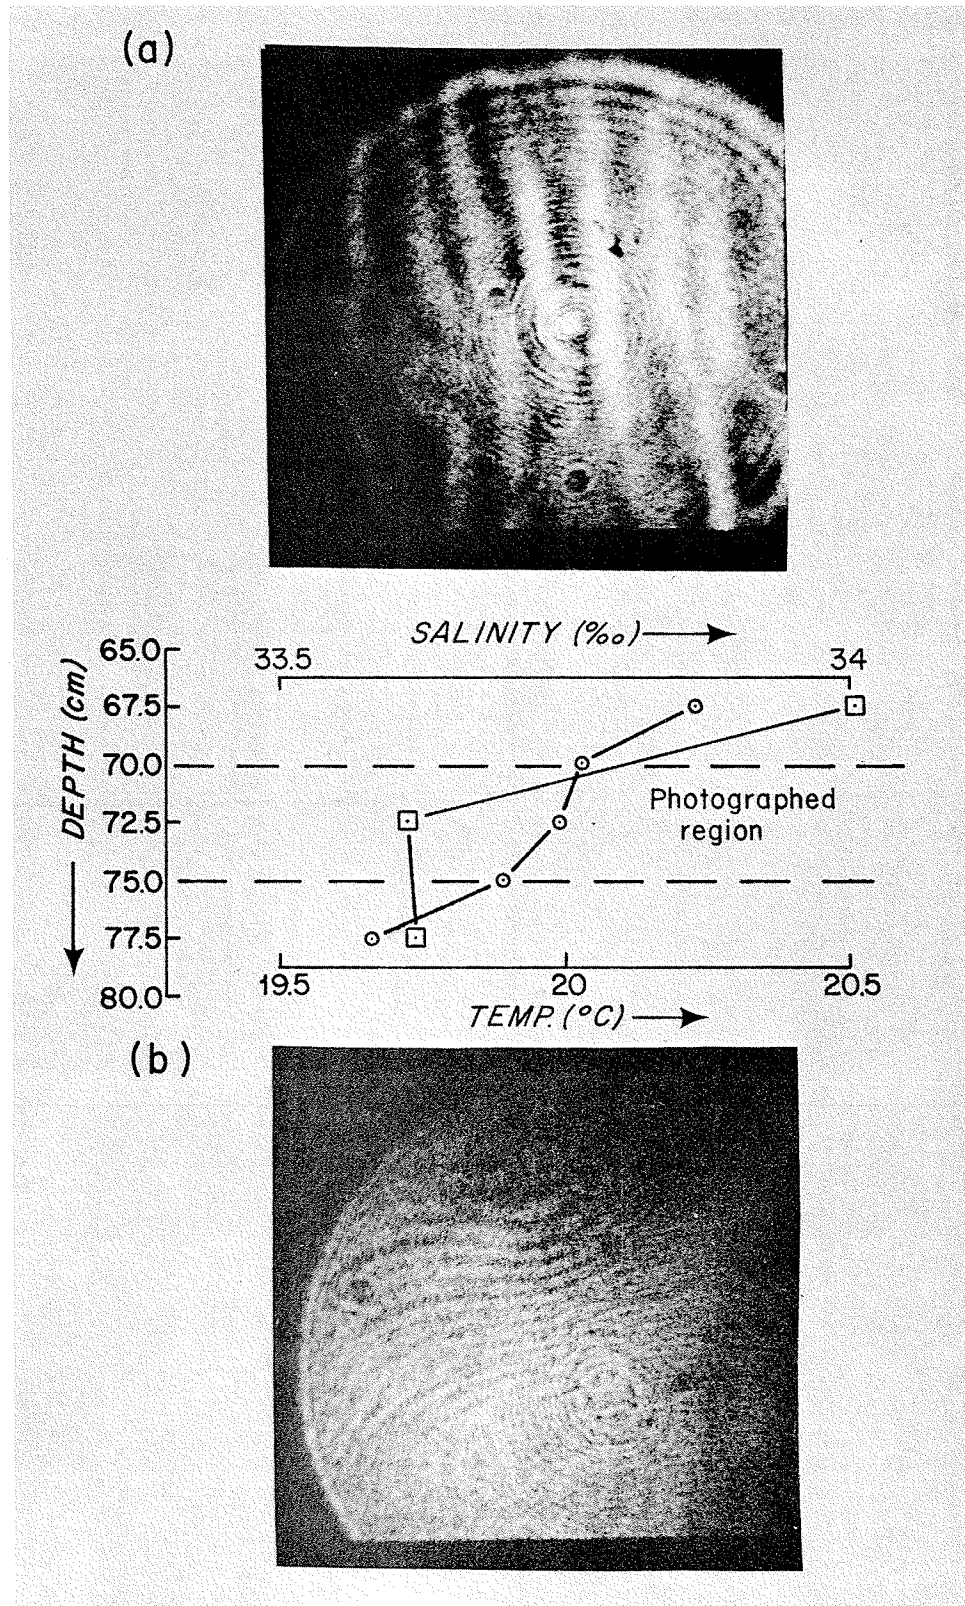 (a)
SALINITY (‰)
33.5 34
65.0
67.5
70.0
72.5
75.0
77.5
80.0
DEPTH (cm)
Photographed
region
19.5 20 20.5
TEMP. (°C)
(b)